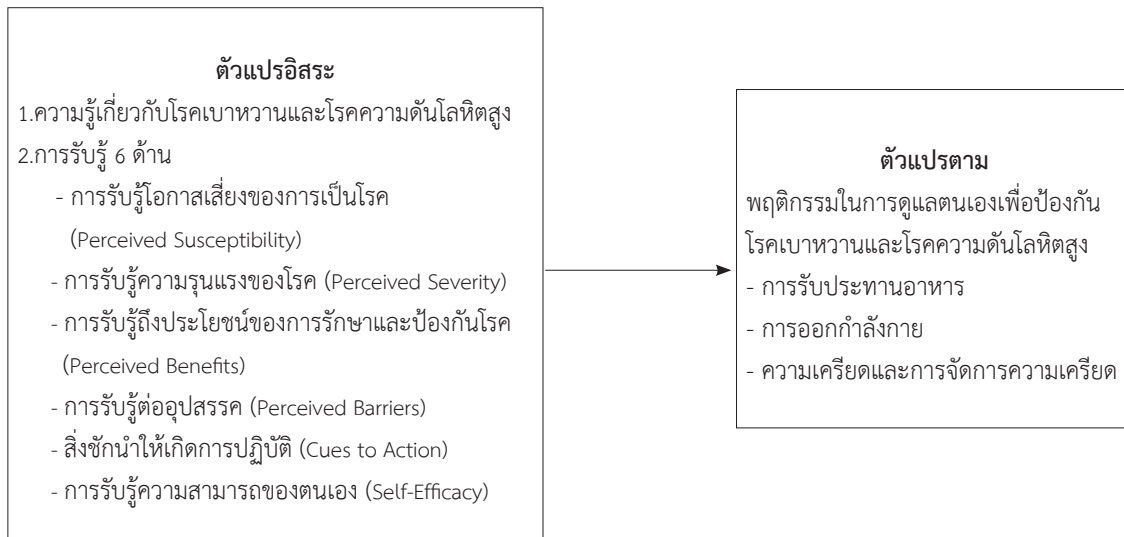 ตัวแปรอิสระ
1.ความรู้เกี่ยวกับโรคเบาหวานและโรคความดันโลหิตสูง
2.การรับรู้ 6 ด้าน
- การรับรู้โอกาสเสี่ยงของการเป็นโรค
(Perceived Susceptibility)
- การรับรู้ความรุนแรงของโรค (Perceived Severity)
- การรับรู้ถึงประโยชน์ของการรักษาและป้องกันโรค
(Perceived Benefits)
- การรับรู้ต่ออุปสรรค (Perceived Barriers)
- สิ่งชักนำให้เกิดการปฏิบัติ (Cues to Action)
- การรับรู้ความสามารถของตนเอง (Self-Efficacy)
ตัวแปรตาม
พฤติกรรมในการดูแลตนเองเพื่อป้องกัน
โรคเบาหวานและโรคความดันโลหิตสูง
- การรับประทานอาหาร
- การออกกำลังกาย
- ความเครียดและการจัดการความเครียด